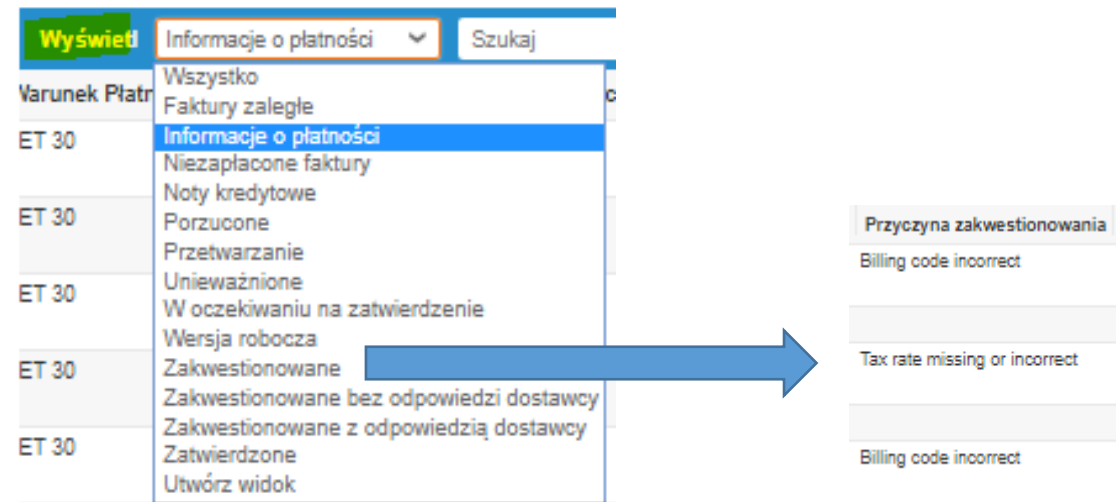 Wyświetl Informacje o płatności Szukaj
Warunek Płatr c
Wszystko
Faktury zaległe
Informacje o płatności
Niezapłacone faktury
Noty kredytowe
Porzucone
Przetwarzanie
Unieważnione
W oczekiwaniu na zatwierdzenie
Wersja robocza
Zakwestionowane
Zakwestionowane bez odpowiedzi dostawcy
Zakwestionowane z odpowiedzią dostawcy
Zatwierdzone
Utwórz widok
ET 30
ET 30
ET 30
ET 30
ET 30
Przyczyna zakwestionowania
Billing code incorrect
Tax rate missing or incorrect
Billing code incorrect